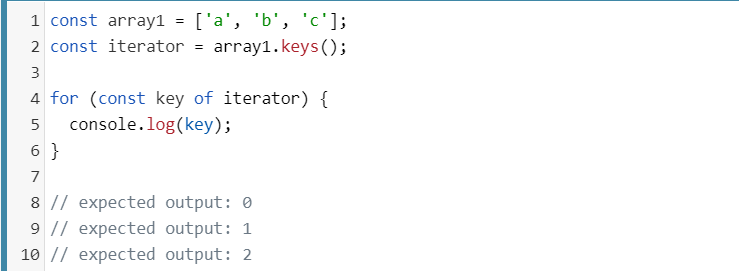 1 const array1 = ['a', 'b', 'c'];
2 const iterator = array1.keys();
3
4 for (const key of iterator) {
5   console.log(key);
6 }
7
8 // expected output: 0
9 // expected output: 1
10 // expected output: 2